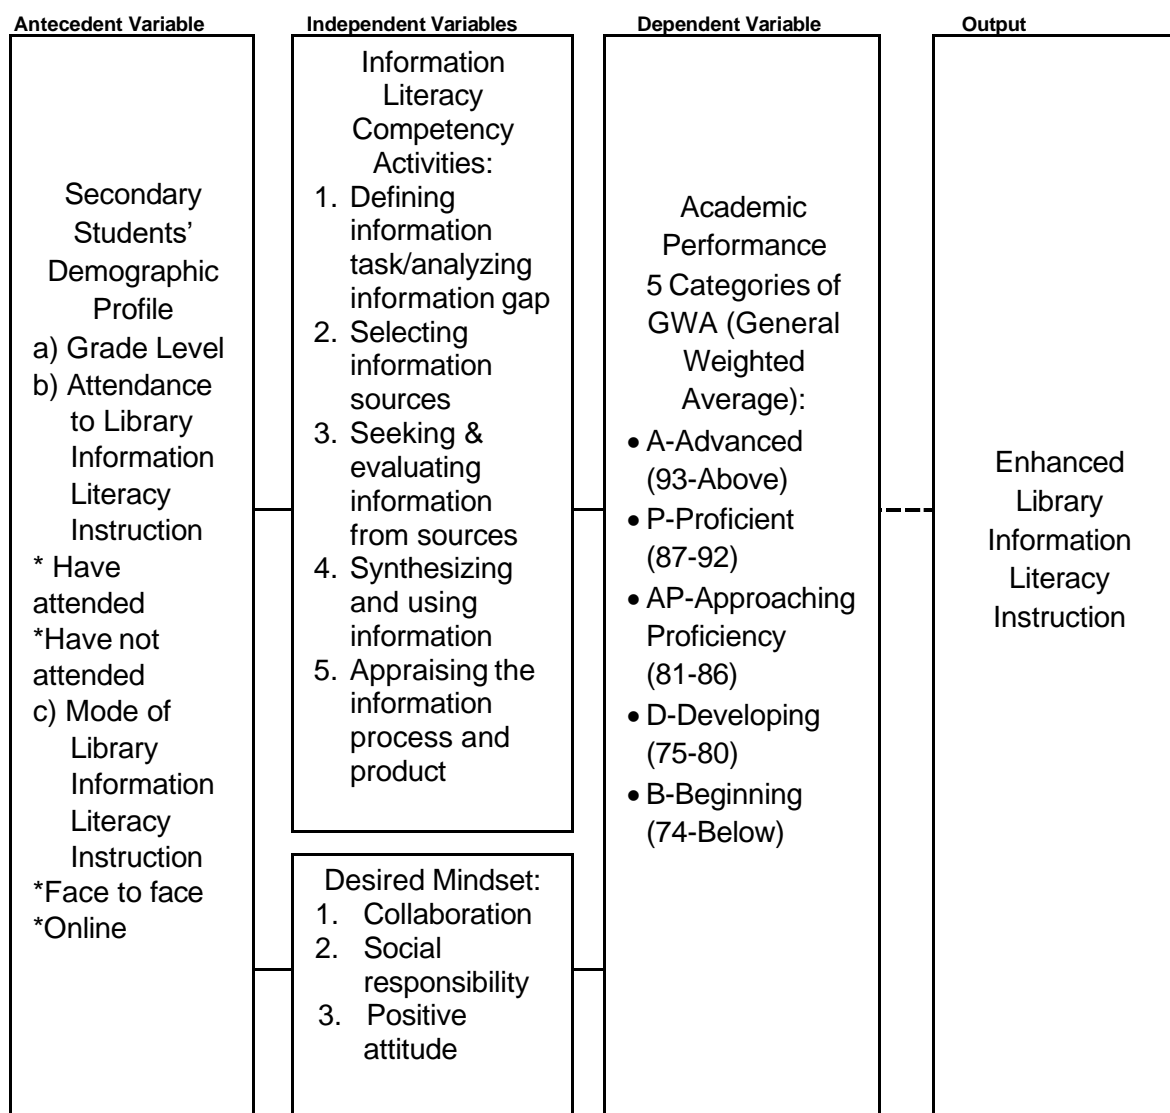 Antecedent Variable
Secondary
Students’
Demographic
Profile
a) Grade Level
b) Attendance
to Library
Information
Literacy
Instruction
* Have
attended
*Have not
attended
c) Mode of
Library
Information
Literacy
Instruction
*Face to face
*Online
Independent Variables
Information
Literacy
Competency
Activities:
1. Defining
information
task/analyzing
information gap
2. Selecting
information
sources
3. Seeking &
evaluating
information
from sources
4. Synthesizing
and using
information
5. Appraising the
information
process and
product
Desired Mindset:
1. Collaboration
2. Social
responsibility
3. Positive
attitude
Dependent Variable
Academic
Performance
5 Categories of
GWA (General
Weighted
Average):
• A-Advanced
(93-Above)
• P-Proficient
(87-92)
• AP-Approaching
Proficiency
(81-86)
• D-Developing
(75-80)
• B-Beginning
(74-Below)
Output
Enhanced
Library
Information
Literacy
Instruction